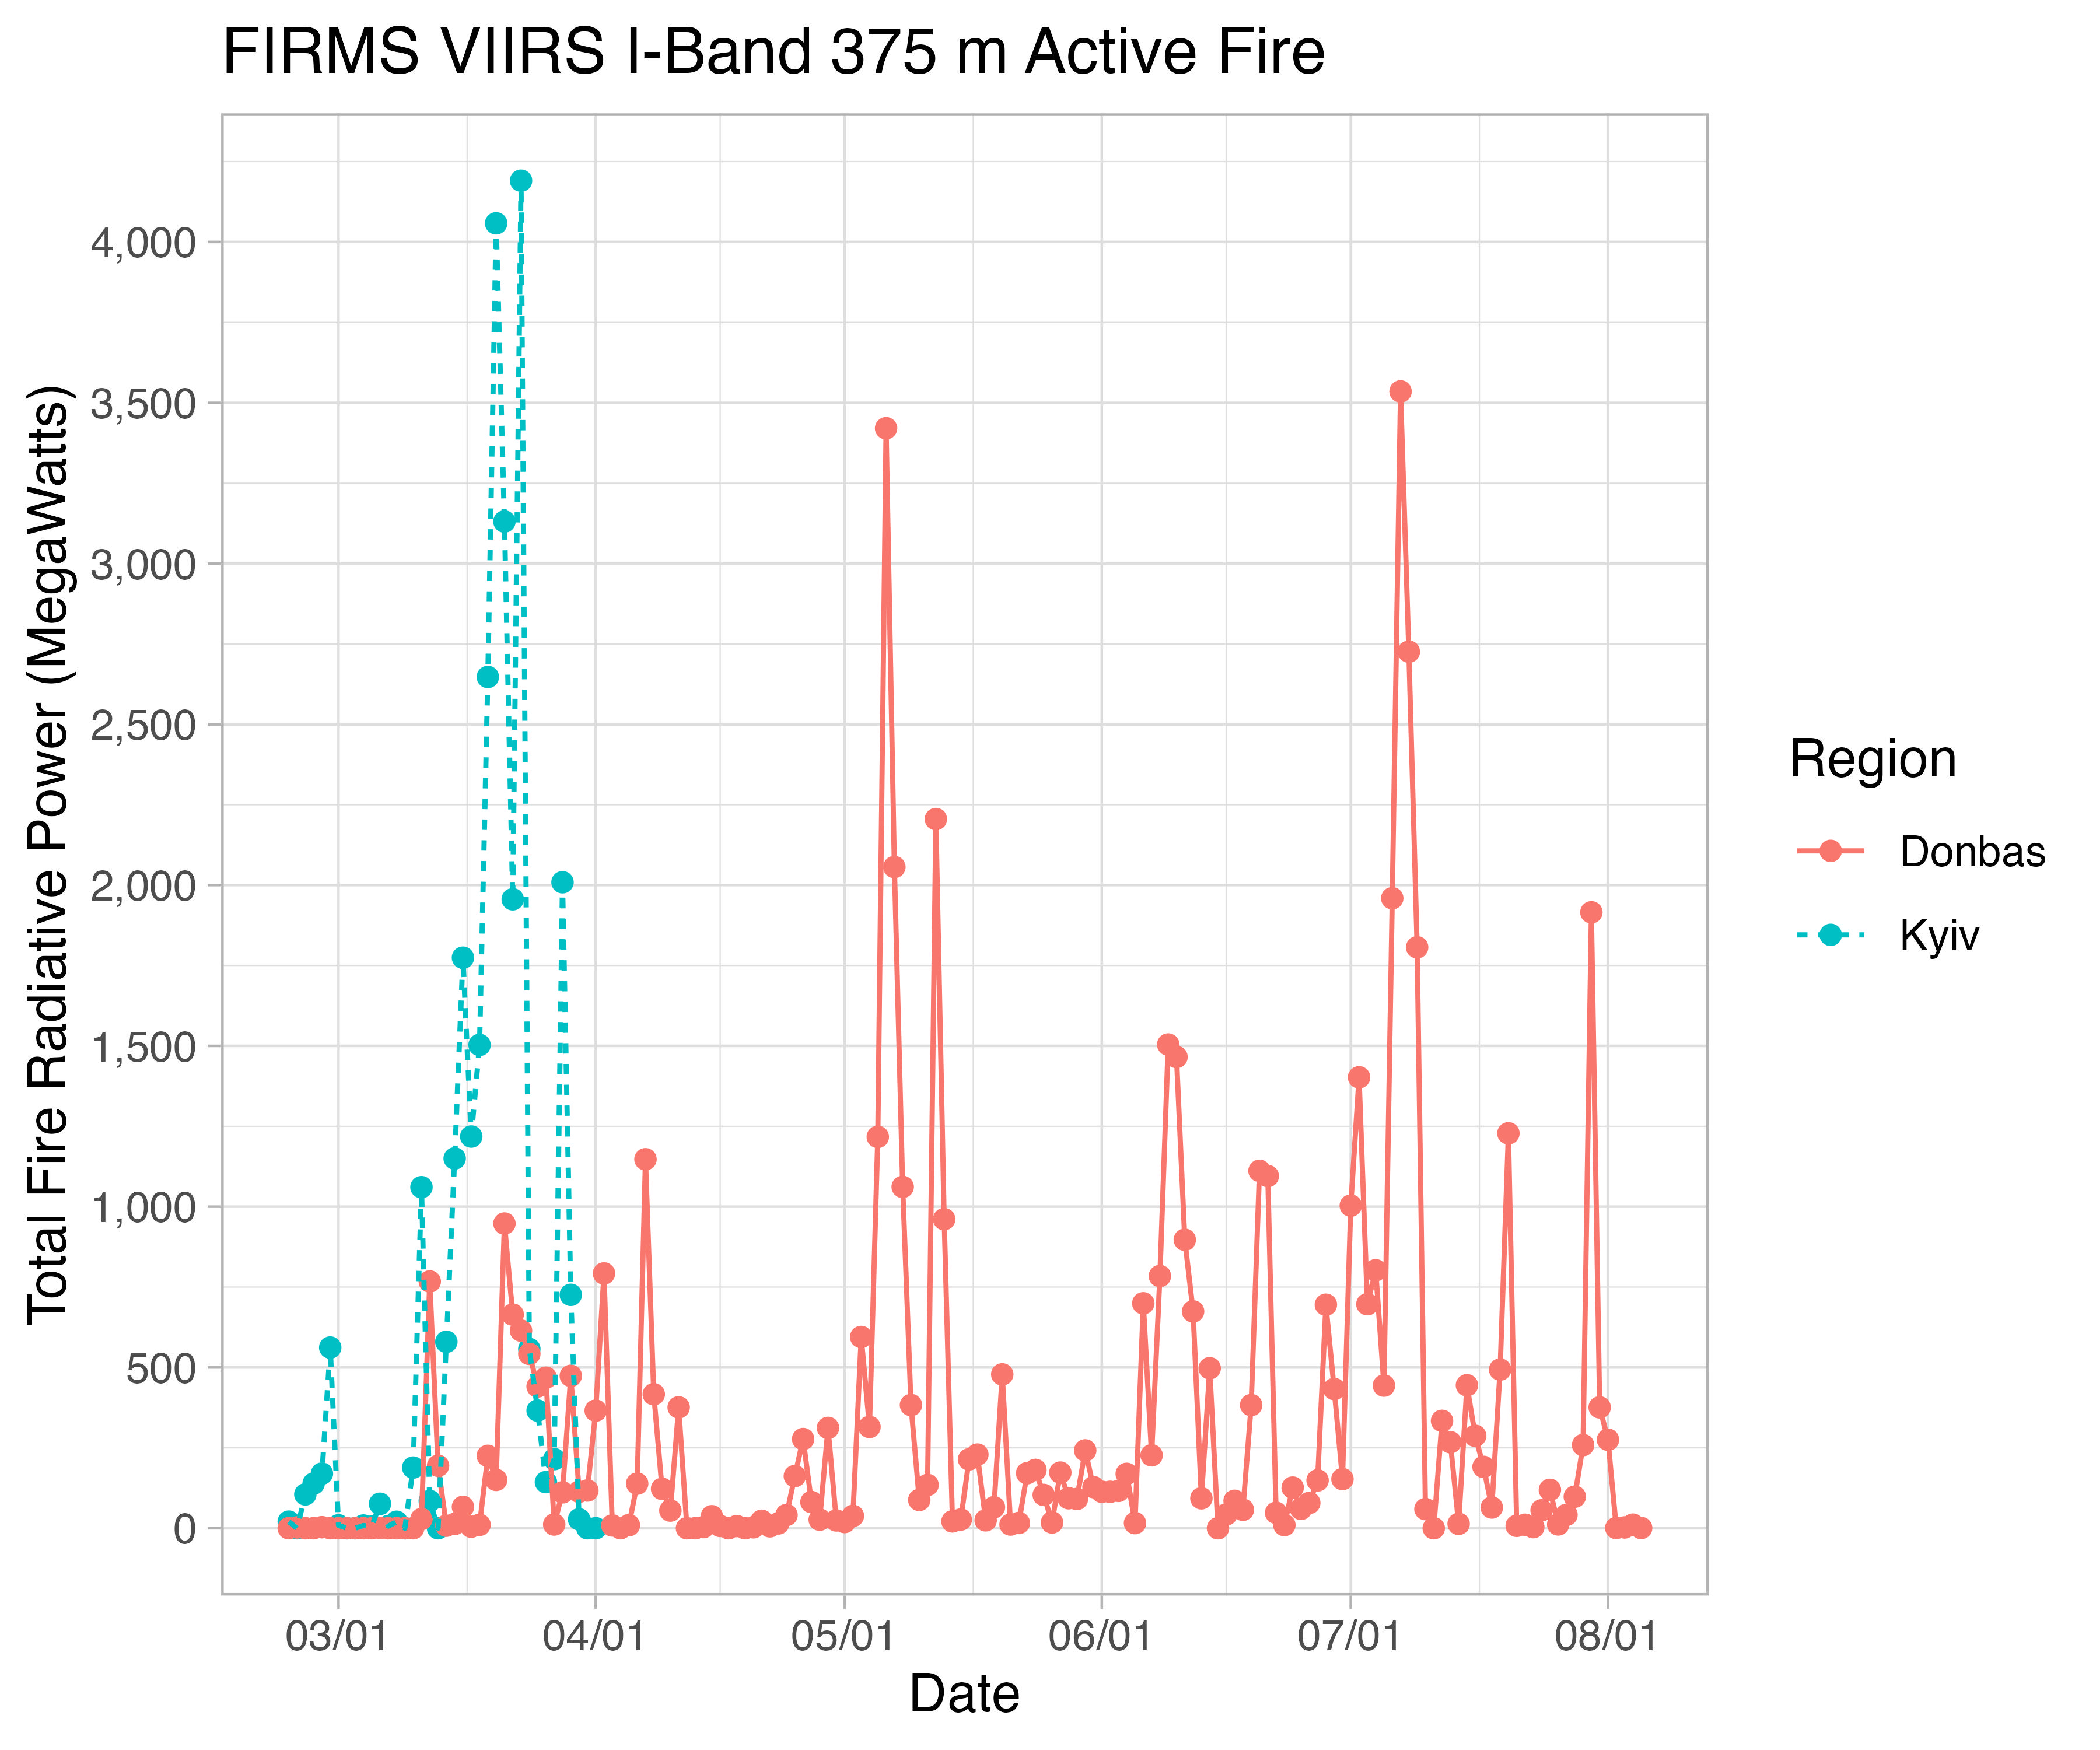 FIRMS VIIRS I-Band 375 m Active Fire
Total Fire Radiative Power (MegaWatts)
4,000
3,500
3,000
2,500
2,000
1,500
1,000
500
0
03/01 04/01 05/01 06/01 07/01 08/01
Date
Region
Donbas
Kyiv